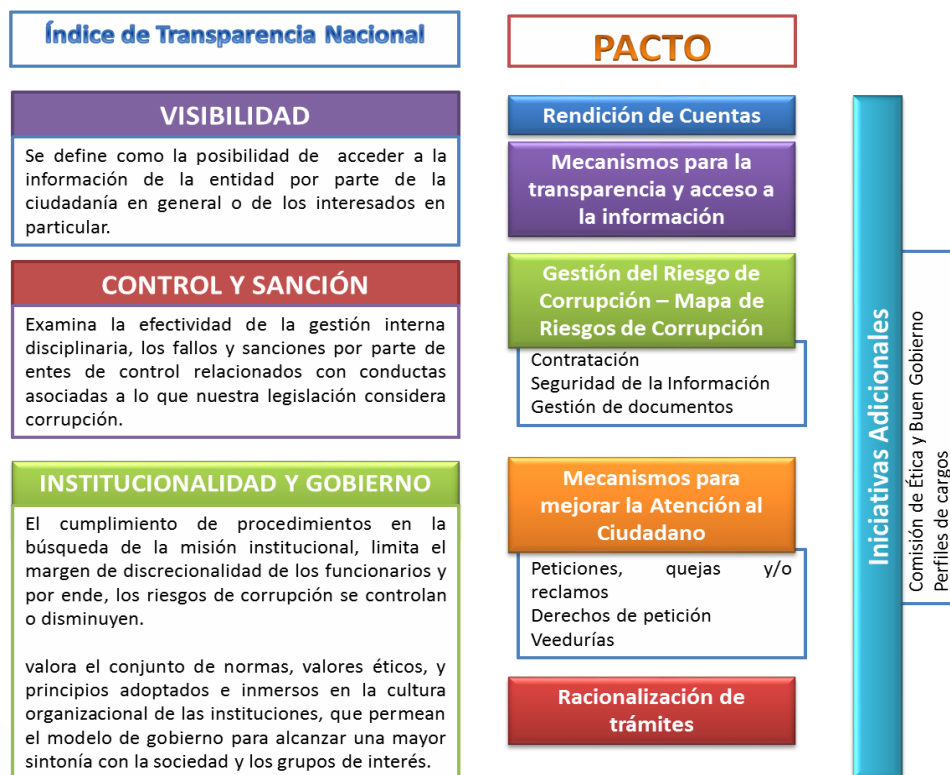 Índice de Transparencia Nacional
VISIBILIDAD
Se define como la posibilidad de acceder a la
información de la entidad por parte de la
ciudadanía en general o de los interesados en
particular.
CONTROL Y SANCIÓN
Examina la efectividad de la gestión interna
disciplinaria, los fallos y sanciones por parte de
entes de control relacionados con conductas
asociadas a lo que nuestra legislación considera
corrupción.
INSTITUCIONALIDAD Y GOBIERNO
El cumplimiento de procedimientos en la
búsqueda de la misión institucional, limita el
margen de discrecionalidad de los funcionarios y
por ende, los riesgos de corrupción se controlan
o disminuyen.
valora el conjunto de normas, valores éticos, y
principios adoptados e inmersos en la cultura
organizacional de las instituciones, que permean
el modelo de gobierno para alcanzar una mayor
sintonía con la sociedad y los grupos de interés.
PACTO
Rendición de Cuentas
Mecanismos para la
transparencia y acceso a
la información
Gestión del Riesgo de
Corrupción – Mapa de
Riesgos de Corrupción
Contratación
Seguridad de la Información
Gestión de documentos
Mecanismos para
mejorar la Atención al
Ciudadano
Peticiones, quejas y/o
reclamos
Derechos de petición
Veedurías
Racionalización de
trámites
Iniciativas Adicionales
Comisión de Ética y Buen Gobierno
Perfiles de cargos